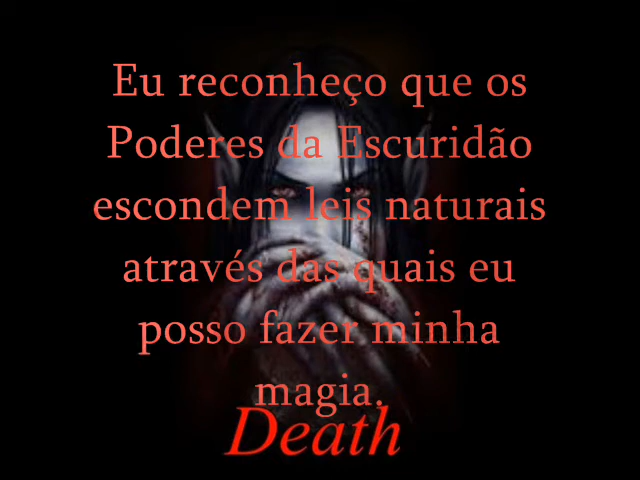 Eu reconheço que os
Poderes da Escuridão
escondem leis naturais
através das quais eu
posso fazer minha
magia.
Death